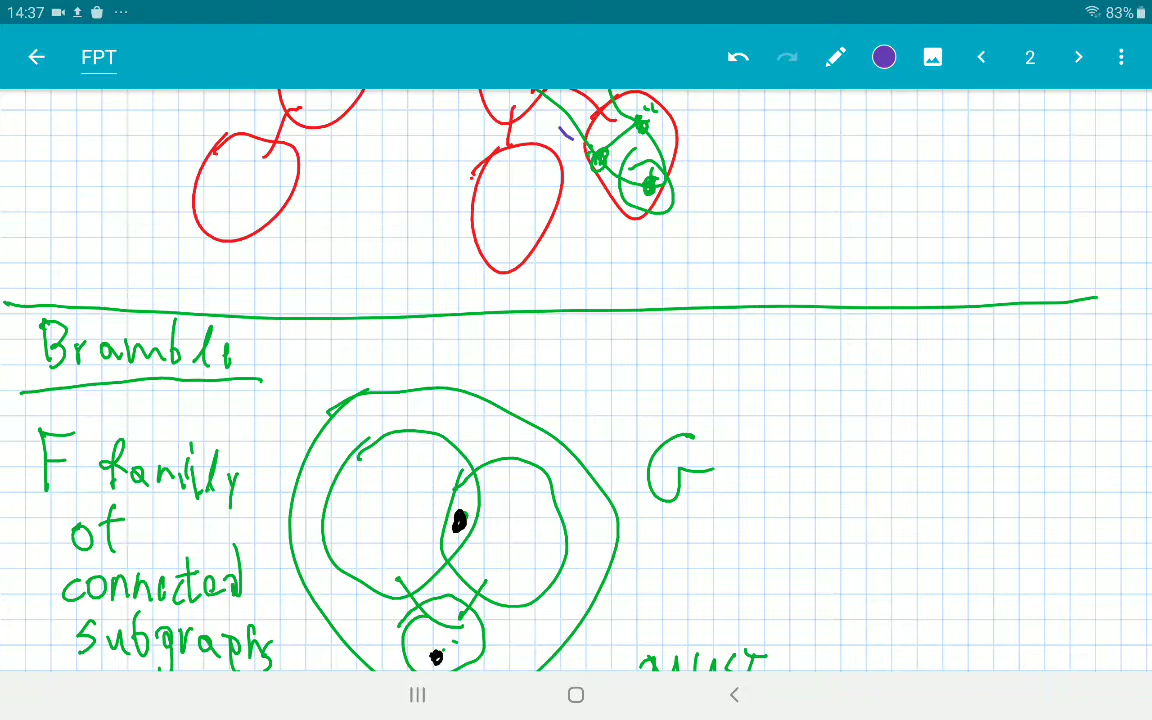 14:37 83%
FPT 2
Bramble
F family
of
connected
subgraphs
G